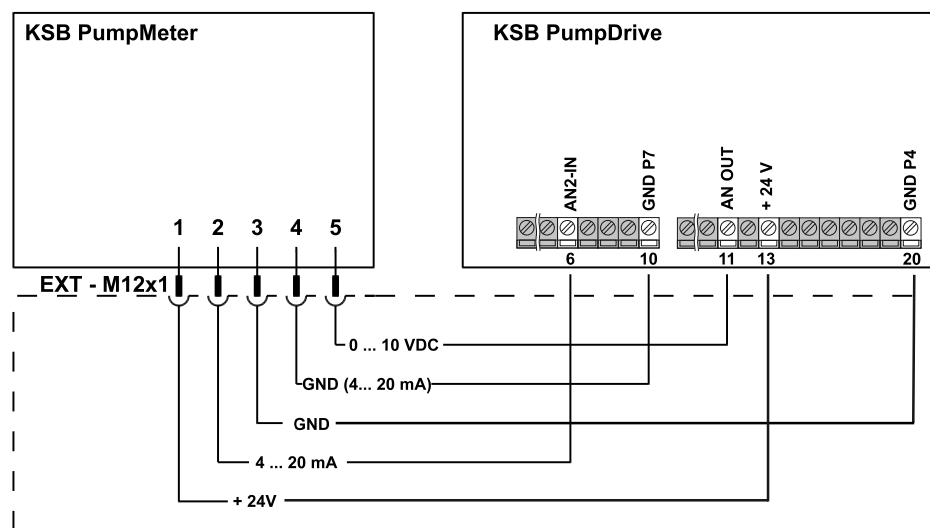 KSB PumpMeter
KSB PumpDrive
AN2-IN
GND P7
AN OUT
+ 24 V
GND P4
1 2 3 4 5
6 10 11 13 20
EXT - M12x1
0 ... 10 VDC
GND (4... 20 mA)
GND
4 ... 20 mA
+ 24V